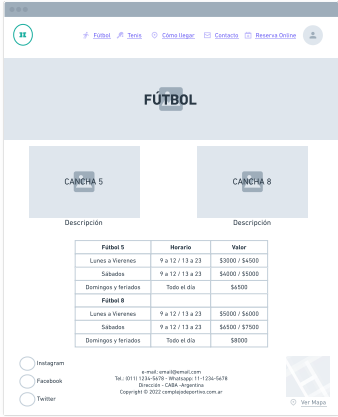 Fútbol Tenis Cómo llegar Contacto Reserva Online
FÚTBOL
CANCHA 5 CANCHA 8
Descripción Descripción
Fútbol 5 Horario Valor
Lunes a Vierenes 9 a 12 / 13 a 23 $3000 / $4500
Sábados 9 a 12 / 13 a 23 $4000 / $5000
Domingos y feriados Todo el día $6500
Fútbol 8
Lunes a Vierenes 9 a 12 / 13 a 23 $5000 / $6000
Sábados 9 a 12 / 13 a 23 $6500 / $7500
Domingos y feriados Todo el día $8000
Instagram
Facebook
Twitter
e-mail: email@email.com
Tel.: (011) 1234-5678 - Whatsapp: 11-1234-5678
Dirección - CABA -Argentina
Copyright © 2022 complejodeportivo.com.ar
Ver Mapa